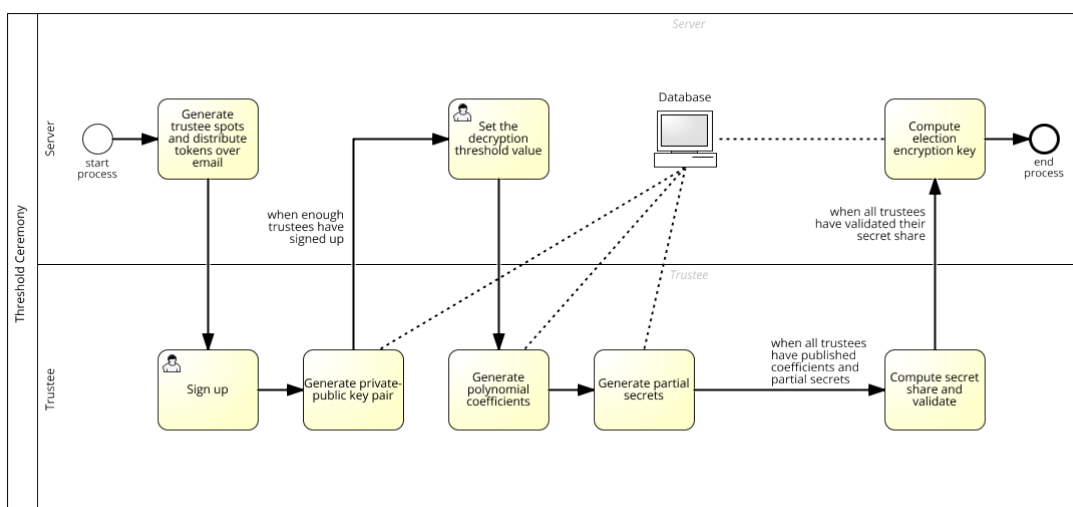 Threshold Ceremony
Server
Server
start
process
Generate
trustee spots
and distribute
tokens over
email
when enough
trustees have
signed up
Set the
decryption
threshold value
Database
Compute
election
encryption key
end
process
when all trustees
have validated their
secret share
Trustee
Trustee
Sign up
Generate private-
public key pair
Generate
polynomial
coefficients
Generate partial
secrets
when all trustees
have published
coefficients and
partial secrets
Compute secret
share and
validate